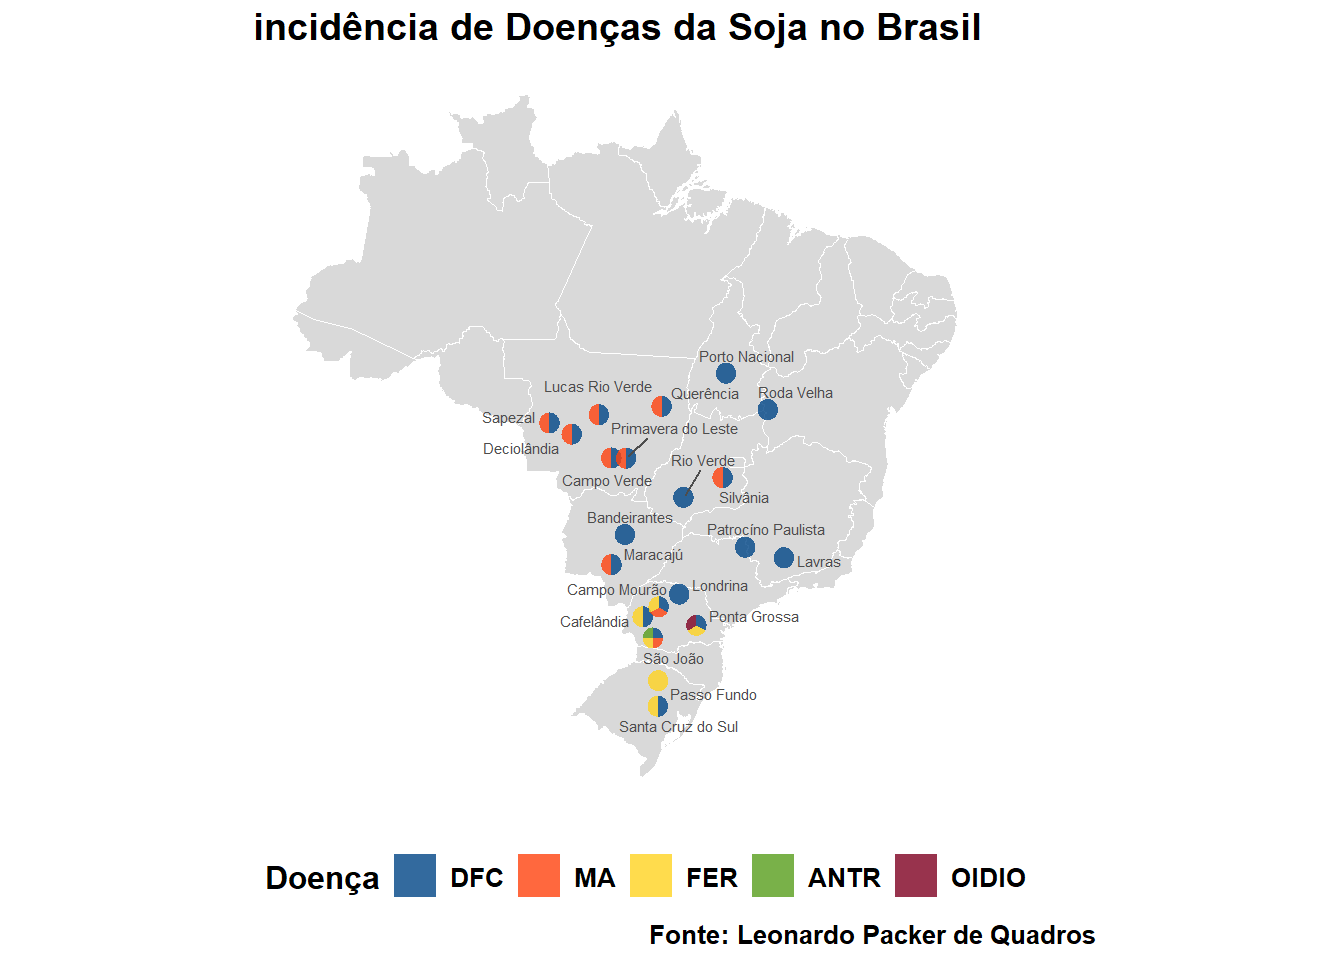 incidência de Doenças da Soja no Brasil
Porto Nacional
Lucas Rio Verde
Querência
Roda Velha
Sapezal
Primavera do Leste
Deciolândia
Rio Verde
Campo Verde
Silvânia
Bandeirantes
Patrocíno Paulista
Maracajú
Lavras
Campo Mourão
Londrina
Cafelândia
Ponta Grossa
São João
Passo Fundo
Santa Cruz do Sul
Doença DFC MA FER ANTR OIDIO
Fonte: Leonardo Packer de Quadros